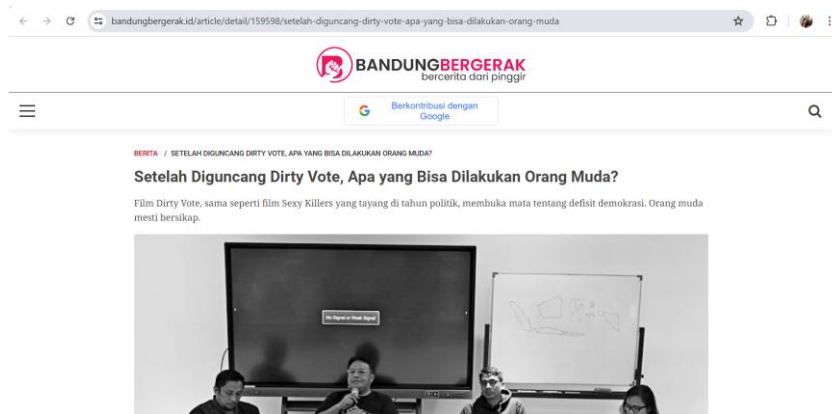 bandungbergerak.id/article/detail/159598/setelah-diguncang-dirty-vote-apa-yang-bisa-dilakukan-orang-muda
BANDUNGBERGERAK
bercerita dari pinggir
Berkontribusi dengan
Google
BERITA / SETELAH DIGUNCANG DIRTY VOTE, APA YANG BISA DILAKUKAN ORANG MUDA?
Setelah Diguncang Dirty Vote, Apa yang Bisa Dilakukan Orang Muda?
Film Dirty Vote, sama seperti film Sexy Killers yang tayang di tahun politik, membuka mata tentang defisit demokrasi. Orang muda
mesti bersikap.
No Signal or Weak Signal